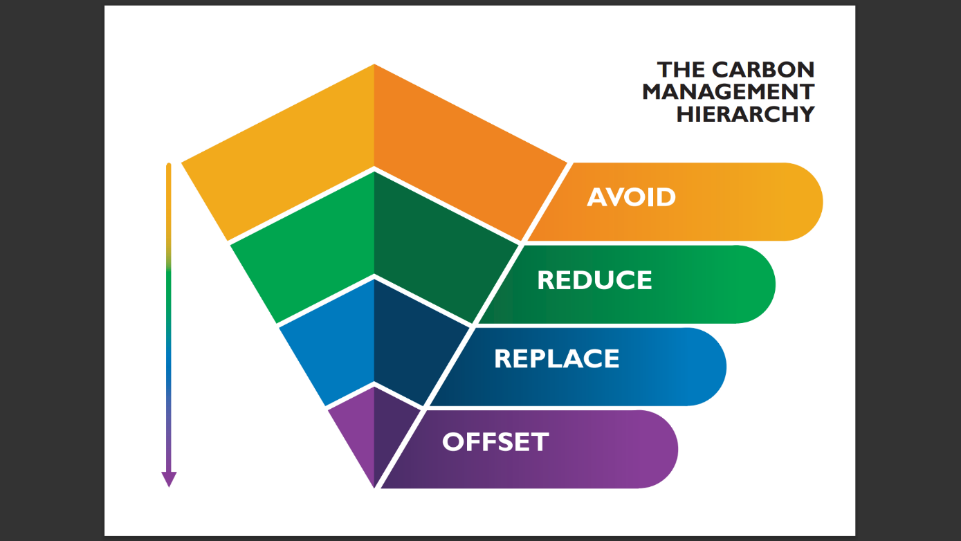 THE CARBON
MANAGEMENT
HIERARCHY
AVOID
REDUCE
REPLACE
OFFSET